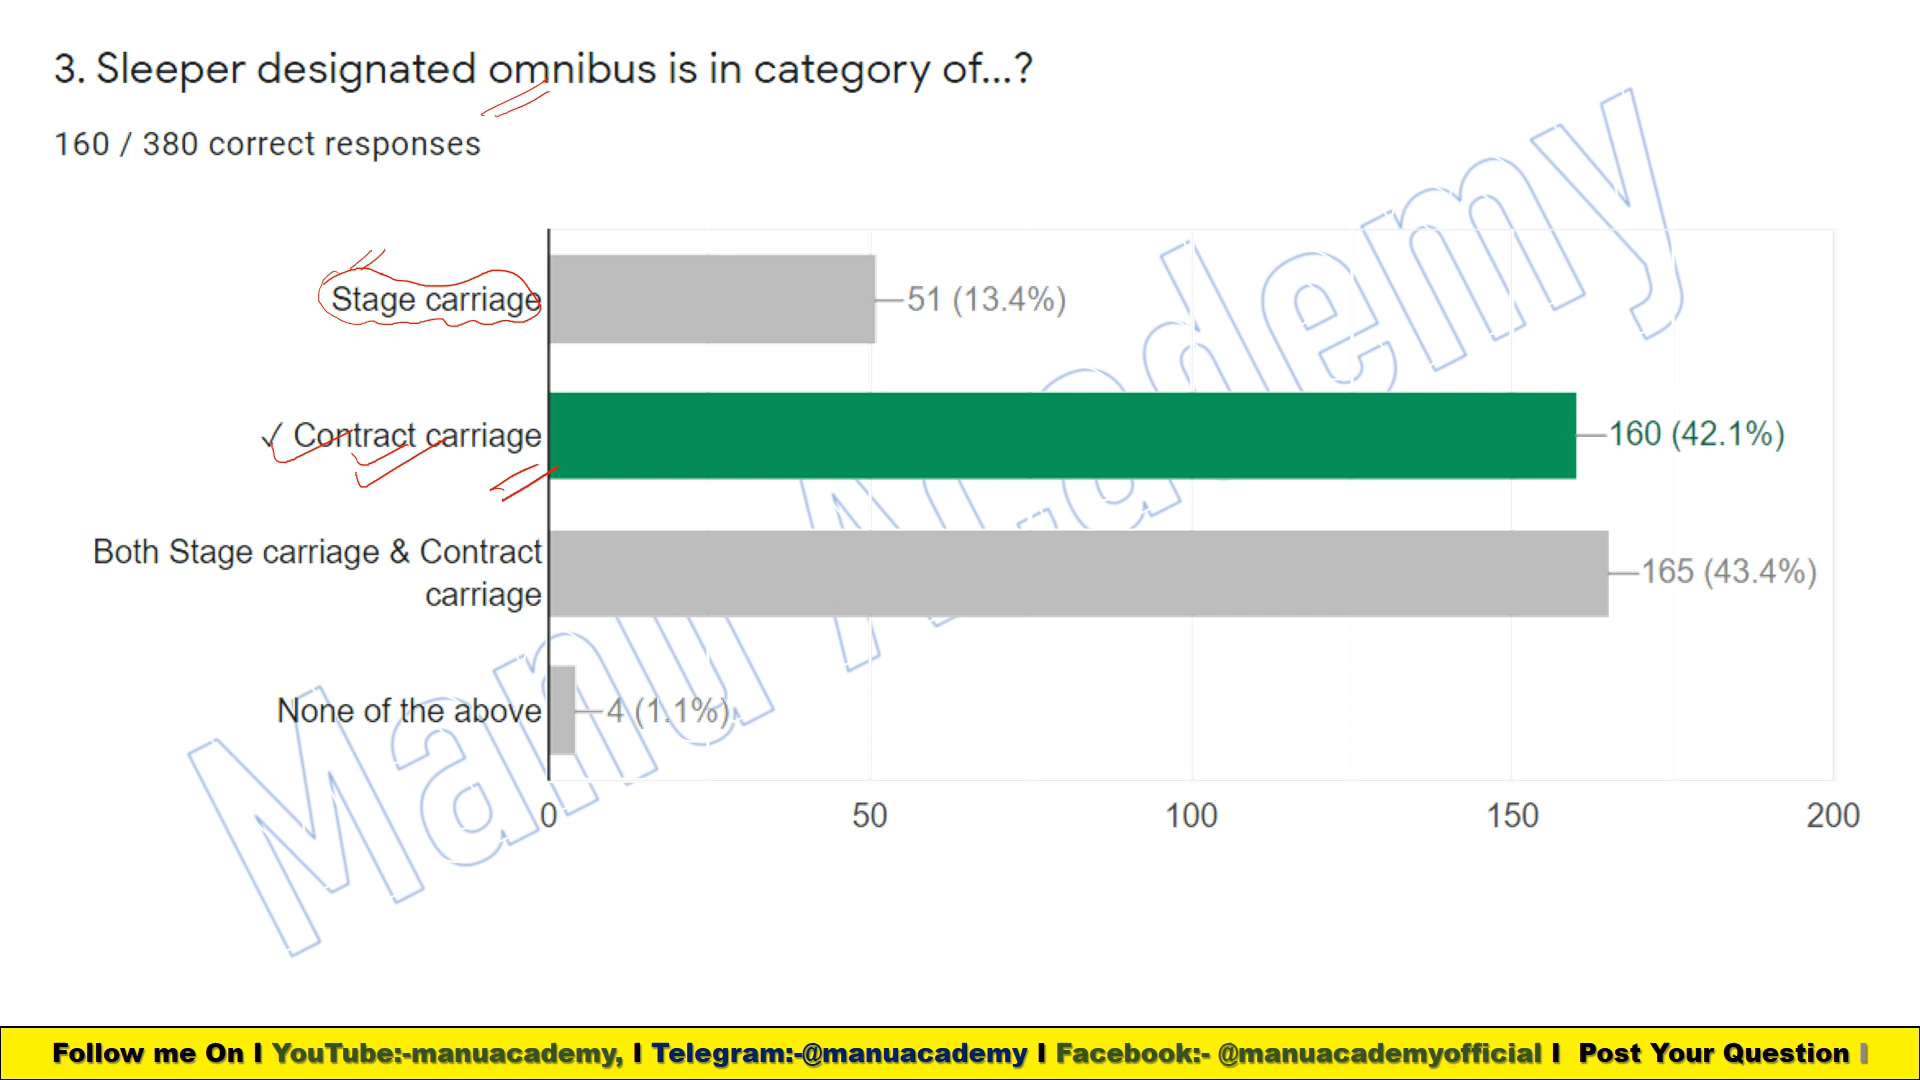 3. Sleeper designated omnibus is in category of...?
160 / 380 correct responses
Stage carriage
51 (13.4%)
✓ Contract carriage
160 (42.1%)
Both Stage carriage & Contract
carriage
165 (43.4%)
None of the above
4 (1.1%)
0 50 100 150 200
Manu Academy
Follow me On I YouTube:-manuacademy, I Telegram:-@manuacademy I Facebook:- @manuacademyofficial I Post Your Question I